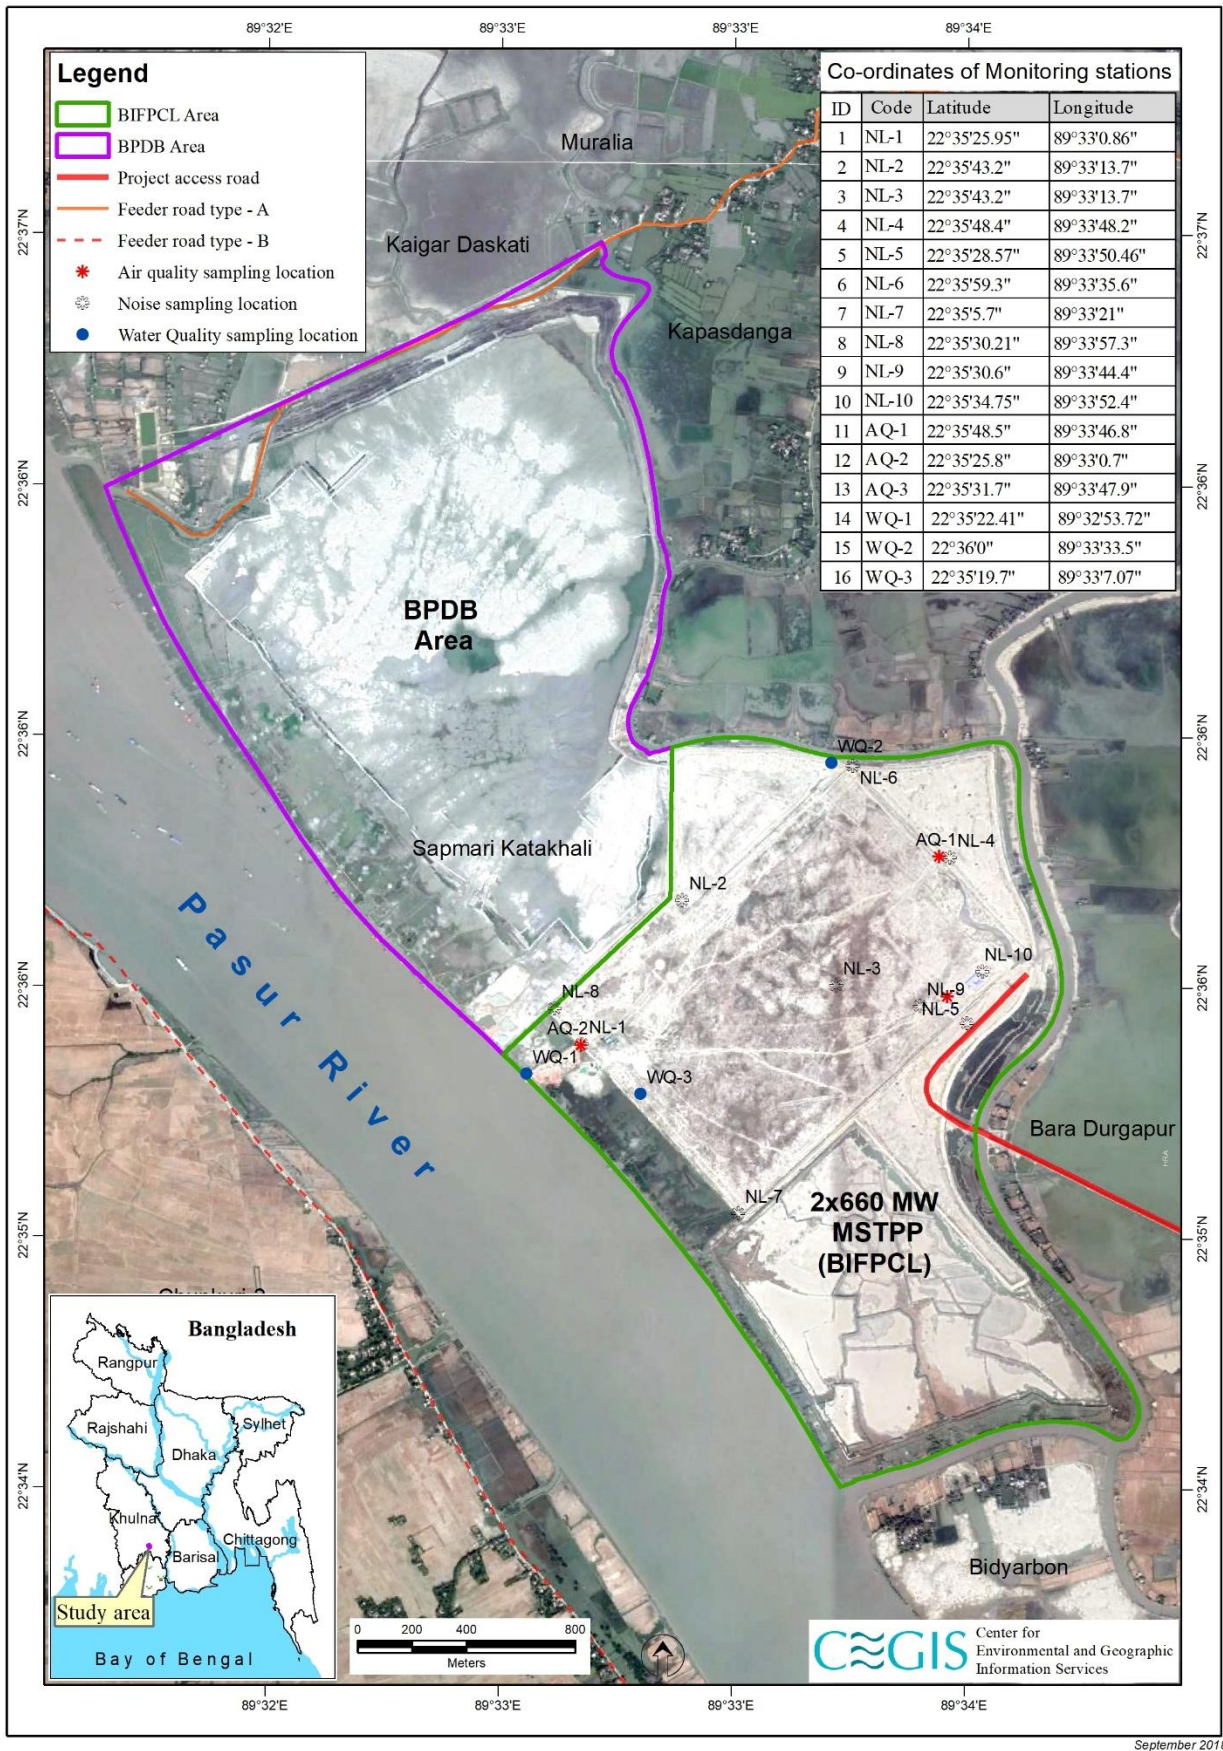 89°32'E 89°33'E 89°33'E 89°34'E
Legend
BIFPCL Area
BPDB Area
Project access road
Feeder road type - A
Feeder road type - B
Air quality sampling location
Noise sampling location
Water Quality sampling location
Co-ordinates of Monitoring stations
ID Code Latitude Longitude
1 NL-1 22°35'25.95" 89°33'0.86"
2 NL-2 22°35'43.2" 89°33'13.7"
3 NL-3 22°35'43.2" 89°33'13.7"
4 NL-4 22°35'48.4" 89°33'48.2"
5 NL-5 22°35'28.57" 89°33'50.46"
6 NL-6 22°35'59.3" 89°33'35.6"
7 NL-7 22°35'5.7" 89°33'21"
8 NL-8 22°35'30.21" 89°33'57.3"
9 NL-9 22°35'30.6" 89°33'44.4"
10 NL-10 22°35'34.75" 89°33'52.4"
11 AQ-1 22°35'48.5" 89°33'46.8"
12 AQ-2 22°35'25.8" 89°33'0.7"
13 AQ-3 22°35'31.7" 89°33'47.9"
14 WQ-1 22°35'22.41" 89°32'53.72"
15 WQ-2 22°36'0" 89°33'33.5"
16 WQ-3 22°35'19.7" 89°33'7.07"
Muralia
Kaigar Daskati
Kapasdanga
22°37'N
22°37'N
22°36'N
22°36'N
BPDB
Area
22°36'N
22°36'N
WQ-2
NL-6
AQ-1 NL-4
Sapmari Katakhali
NL-2
Pasur River
NL-10
NL-3
NL-9
NL-8
NL-5
22°36'N
22°36'N
AQ-2 NL-1
WQ-1
WQ-3
Bara Durgapur
HRA
NL-7
2x660 MW
MSTPP
(BIFPCL)
22°35'N
22°35'N
Bangladesh
Rangpur
Rajshahi
Sylhet
Dhaka
Khulna
Chittagong
Barisal
Study area
Bay of Bengal
22°34'N
22°34'N
Bidyarbon
0 200 400 800
Meters
CEGIS
Center for
Environmental and Geographic
Information Services
89°32'E 89°33'E 89°33'E 89°34'E
September